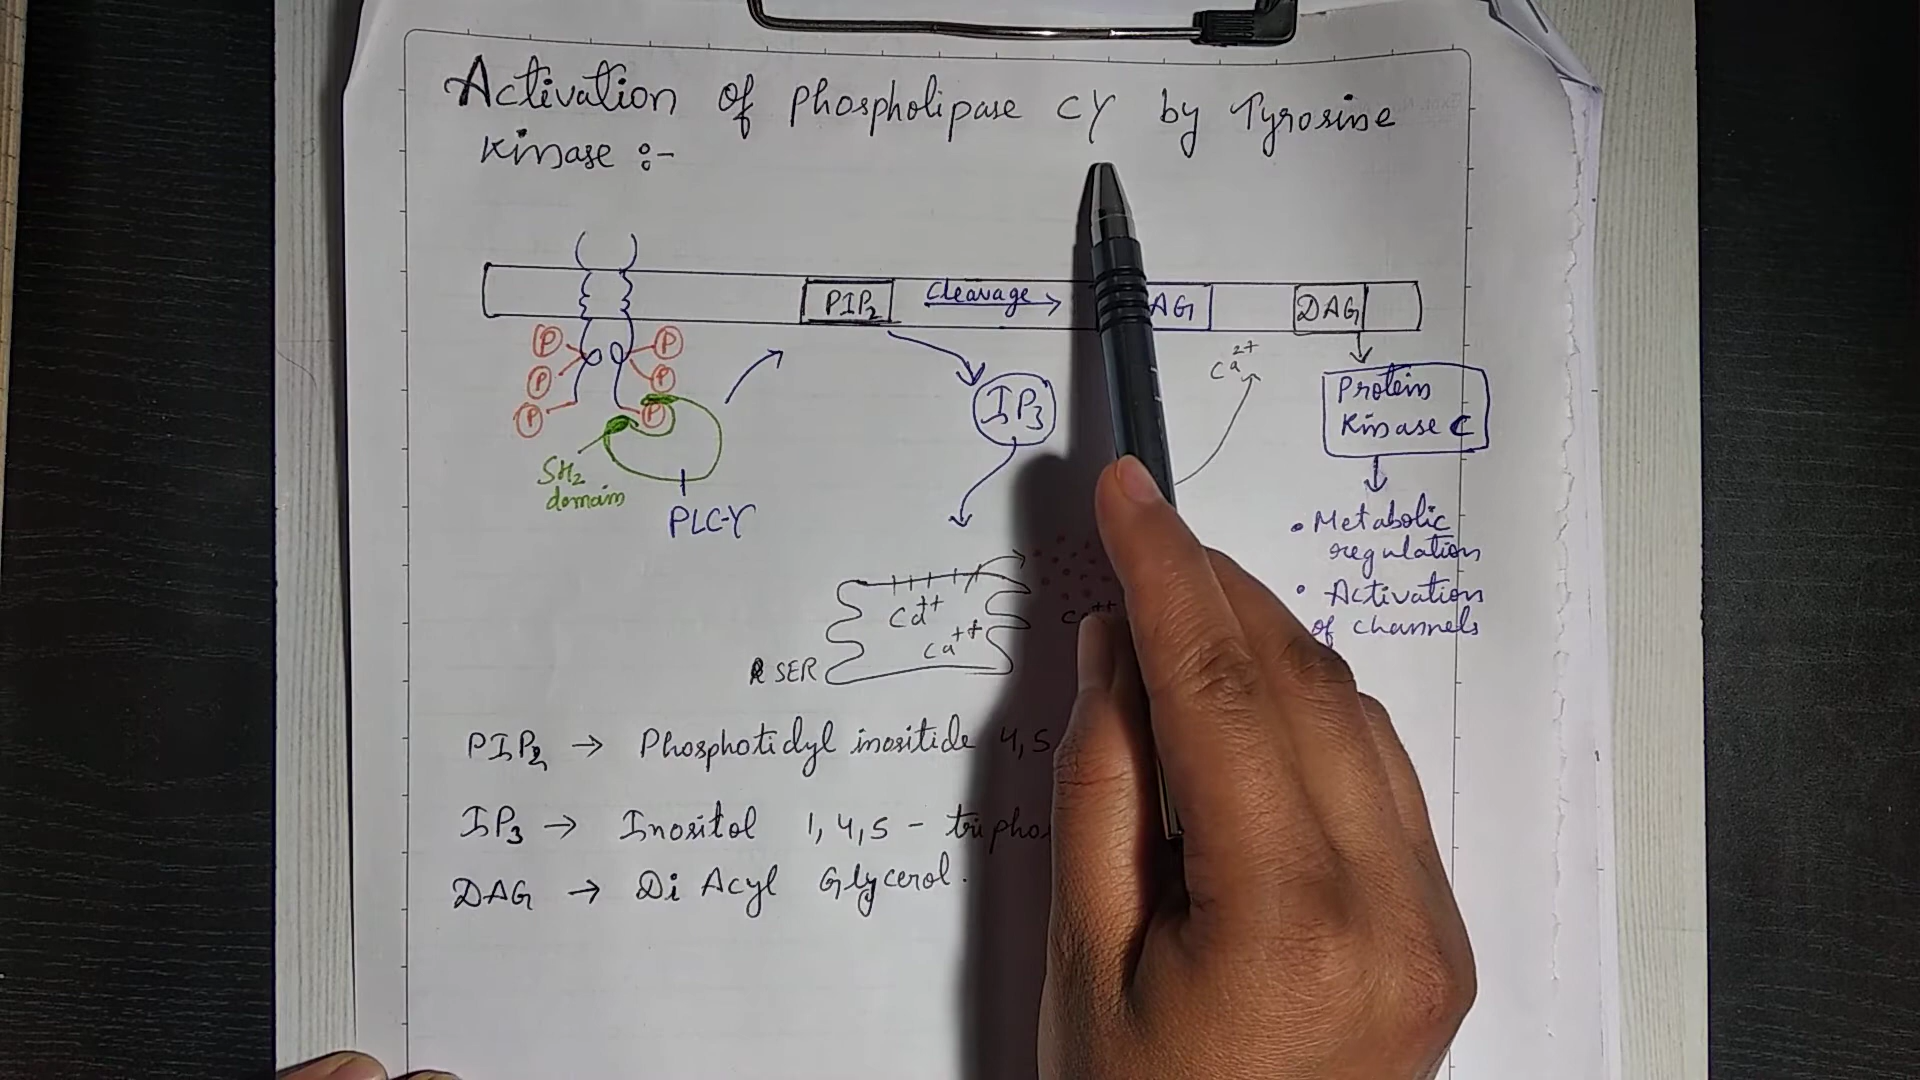 Activation of phospholipase Cγ by Tyrosine
Kinase :-
PIP2 Cleavage AG DAG
P P
P P
P P
SH2
domain
PLC-γ
IP3
Ca2+
Protein
Kinase C
• Metabolic
regulation
• Activation
of channels
Ca++
Ca++
Ca++
SER
PIP2 → Phosphotidyl inositide 4,5
IP3 → Inositol 1,4,5 - tripho
DAG → Di Acyl Glycerol.